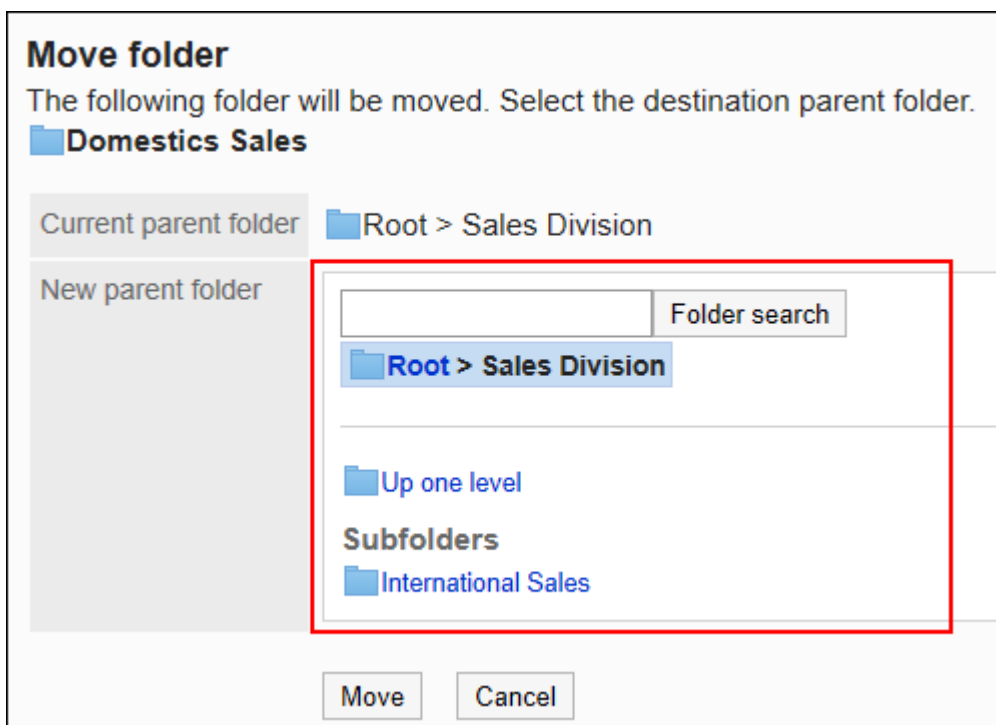 Move folder
The following folder will be moved. Select the destination parent folder.
Domestics Sales
Current parent folder
Root > Sales Division
New parent folder
Folder search
Root > Sales Division
Up one level
Subfolders
International Sales
Move
Cancel